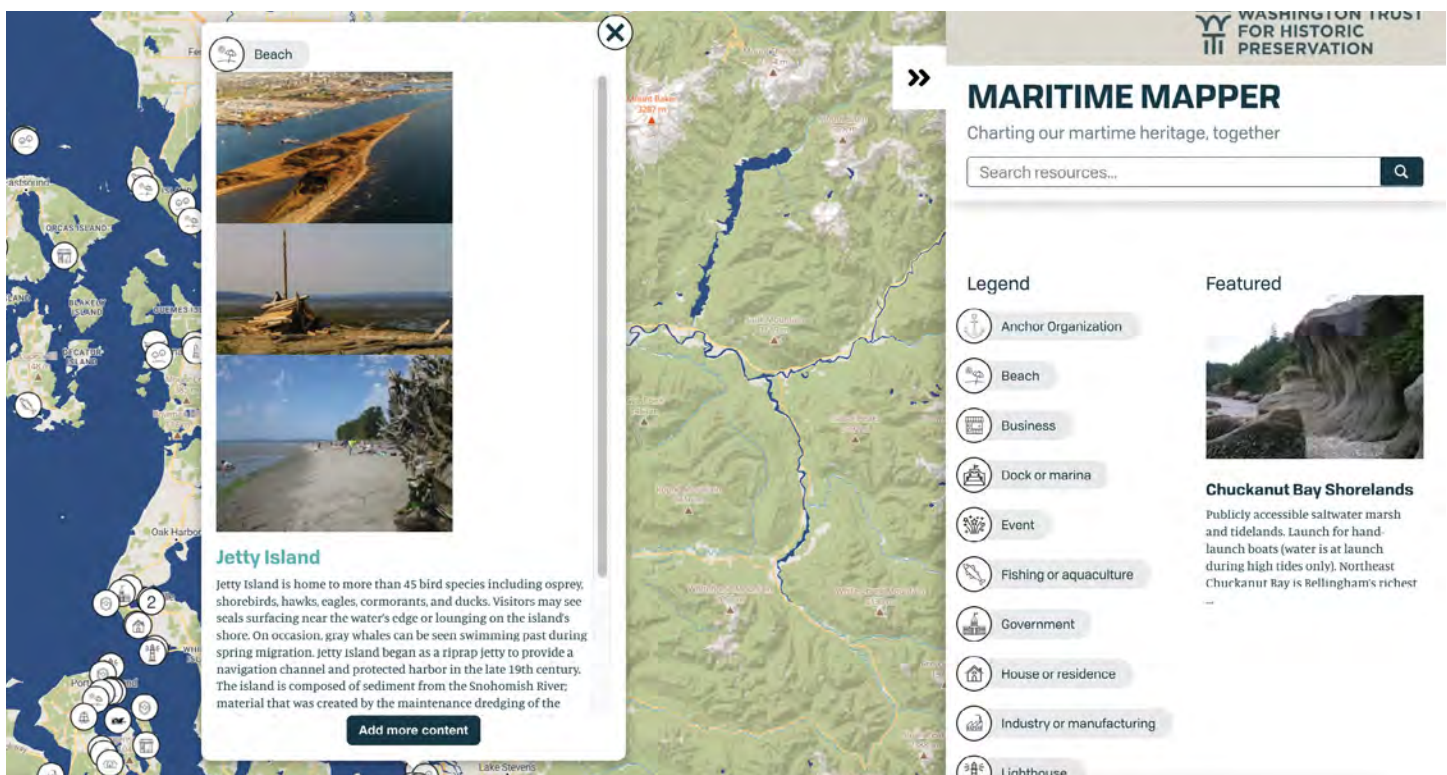 WASHINGTON TRUST
FOR HISTORIC
PRESERVATION
MARITIME MAPPER
Charting our martime heritage, together
Search resources...
Legend
Anchor Organization
Beach
Business
Dock or marina
Event
Fishing or aquaculture
Government
House or residence
Industry or manufacturing
Lighthouse
Featured
Chuckanut Bay Shorelands
Publicly accessible saltwater marsh
and tidelands. Launch for hand-
launch boats (water is at launch
during high tides only). Northeast
Chuckanut Bay is Bellingham's richest
...
Beach
Jetty Island
Jetty Island is home to more than 45 bird species including osprey,
shorebirds, hawks, eagles, cormorants, and ducks. Visitors may see
seals surfacing near the water's edge or lounging on the island's
shore. On occasion, gray whales can be seen swimming past during
spring migration. Jetty Island began as a riprap jetty to provide a
navigation channel and protected harbor in the late 19th century.
The island is composed of sediment from the Snohomish River;
material that was created by the maintenance dredging of the
Add more content
ORCAS ISLAND
BLAKELY
ISLAND
DECATUR
ISLAND
Oak Harbor
2
Lake Stevens
Mount Baker
3287 m